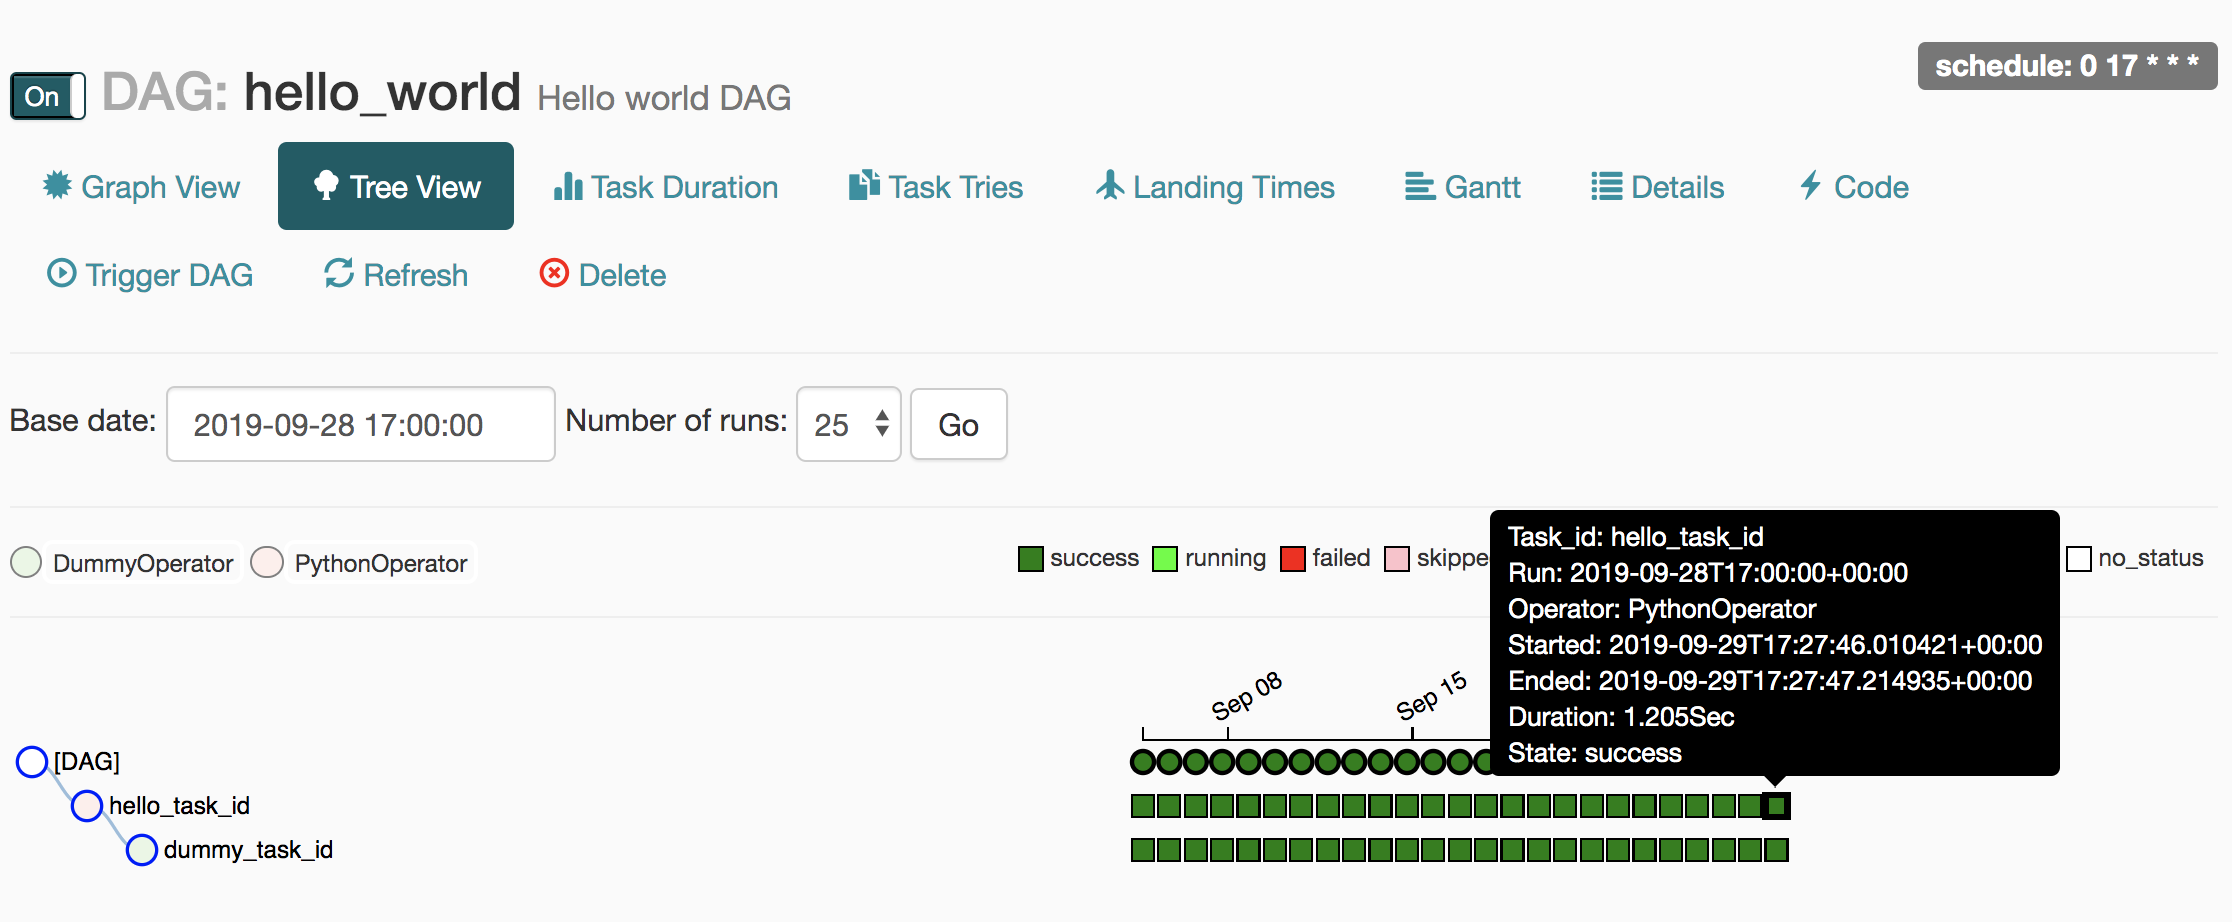 schedule: 0 17 * * *
On DAG: hello_world Hello world DAG
Graph View Tree View Task Duration Task Tries Landing Times Gantt Details Code
Trigger DAG Refresh Delete
Base date: 2019-09-28 17:00:00 Number of runs: 25 Go
DummyOperator PythonOperator
success running failed skippe no_status
Task_id: hello_task_id
Run: 2019-09-28T17:00:00+00:00
Operator: PythonOperator
Started: 2019-09-29T17:27:46.010421+00:00
Ended: 2019-09-29T17:27:47.214935+00:00
Duration: 1.205Sec
State: success
Sep 08 Sep 15
[DAG]
hello_task_id
dummy_task_id